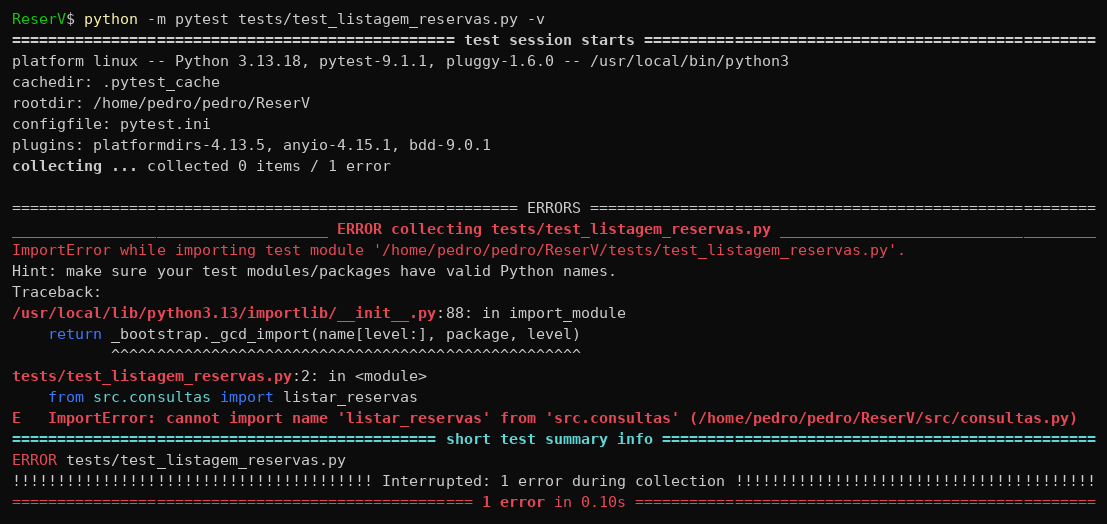 ReserV$ python -m pytest tests/test_listagem_reservas.py -v
================================================= test session starts ==================================================
platform linux -- Python 3.13.18, pytest-9.1.1, pluggy-1.6.0 -- /usr/local/bin/python3
cachedir: .pytest_cache
rootdir: /home/pedro/pedro/ReserV
configfile: pytest.ini
plugins: platformdirs-4.13.5, anyio-4.15.1, bdd-9.0.1
collecting ... collected 0 items / 1 error

======================================================== ERRORS ========================================================
___________________________________ ERROR collecting tests/test_listagem_reservas.py ___________________________________
ImportError while importing test module '/home/pedro/pedro/ReserV/tests/test_listagem_reservas.py'.
Hint: make sure your test modules/packages have valid Python names.
Traceback:
/usr/local/lib/python3.13/importlib/__init__.py:88: in import_module
    return _bootstrap._gcd_import(name[level:], package, level)
           ^^^^^^^^^^^^^^^^^^^^^^^^^^^^^^^^^^^^^^^^^^^^^^^^^^^^
tests/test_listagem_reservas.py:2: in <module>
    from src.consultas import listar_reservas
E   ImportError: cannot import name 'listar_reservas' from 'src.consultas' (/home/pedro/pedro/ReserV/src/consultas.py)
=============================================== short test summary info ================================================
ERROR tests/test_listagem_reservas.py
!!!!!!!!!!!!!!!!!!!!!!!!!!!!!!!!!!!!!!!! Interrupted: 1 error during collection !!!!!!!!!!!!!!!!!!!!!!!!!!!!!!!!!!!!!!!!
=================================================== 1 error in 0.10s ===================================================